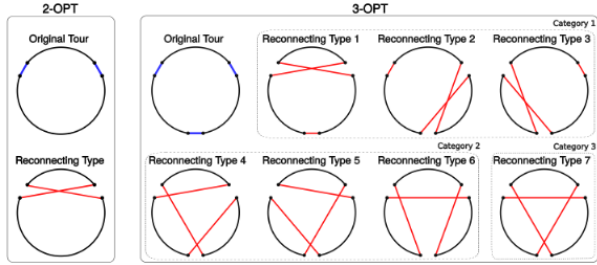 2-OPT
3-OPT
Category 1
Original Tour
Original Tour
Reconnecting Type 1
Reconnecting Type 2
Reconnecting Type 3
Category 2
Category 3
Reconnecting Type
Reconnecting Type 4
Reconnecting Type 5
Reconnecting Type 6
Reconnecting Type 7